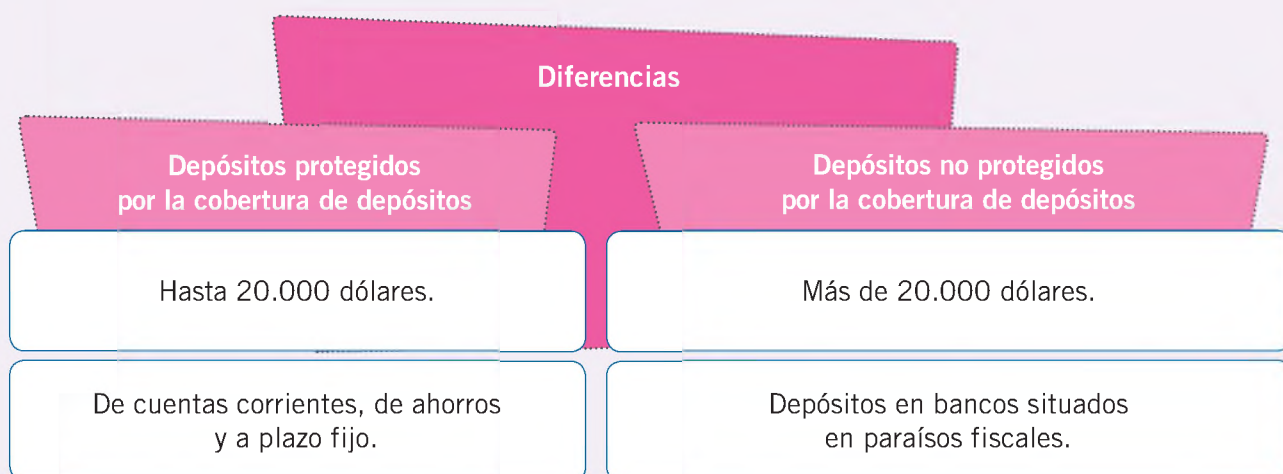 Diferencias
Depósitos protegidos
por la cobertura de depósitos
Depósitos no protegidos
por la cobertura de depósitos
Hasta 20.000 dólares.
Más de 20.000 dólares.
De cuentas corrientes, de ahorros
y a plazo fijo.
Depósitos en bancos situados
en paraísos fiscales.